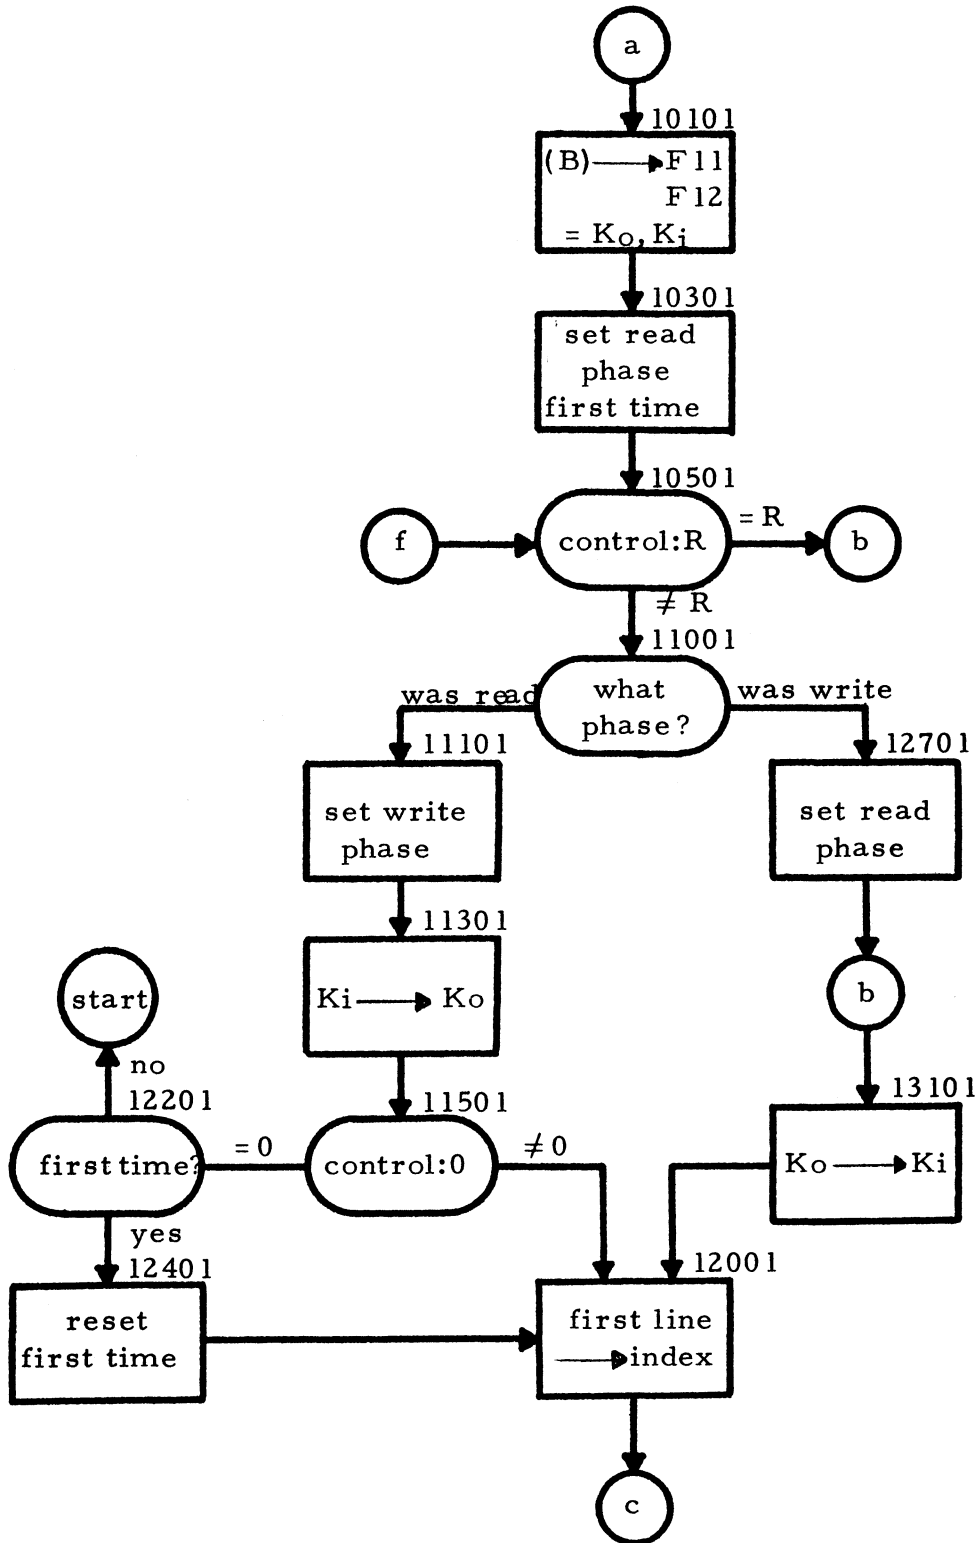 a
10101
(B) → F11
F12
= Ko, Ki
10301
set read
phase
first time
10501
f
control:R
= R
b
≠ R
11001
what
phase?
was read
was write
11101
12701
set write
phase
set read
phase
11301
Ki → Ko
start
b
no
12201
11501
13101
first time?
= 0
control:0
≠0
Ko → Ki
yes
12401
12001
reset
first time
first line
→ index
c